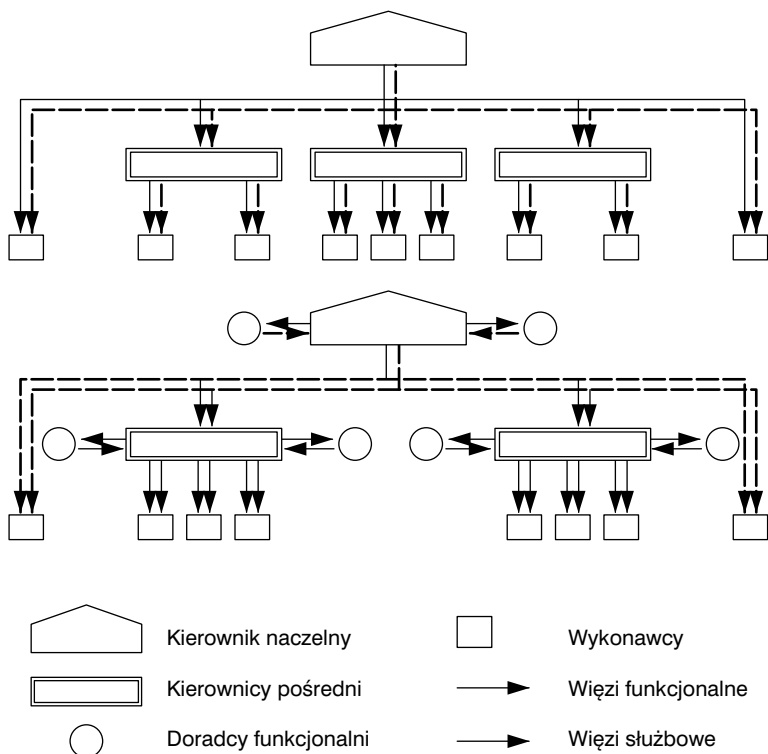 Kierownik naczelny
Wykonawcy
Kierownicy pośredni
Więzi funkcjonalne
Doradcy funkcjonalni
Więzi służbowe